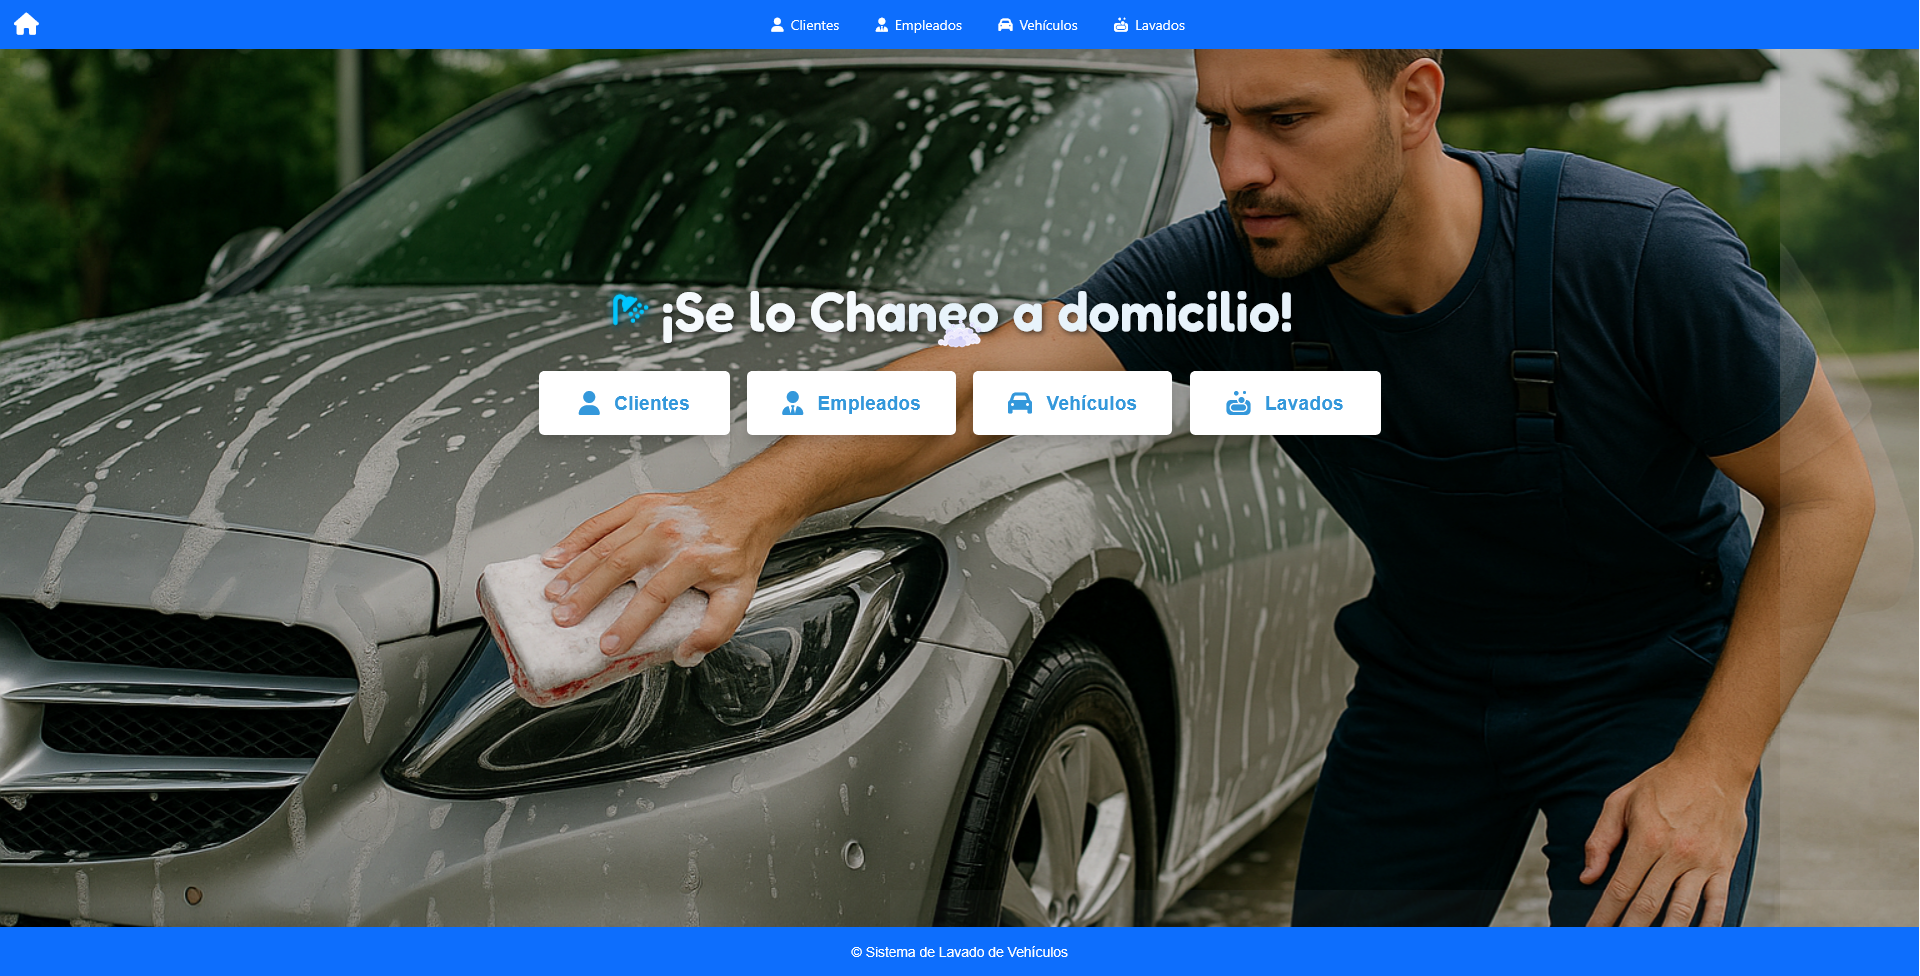 Clientes
Empleados
Vehículos
Lavados
¡Se lo Chaneo a domicilio!
Clientes
Empleados
Vehículos
Lavados
© Sistema de Lavado de Vehículos